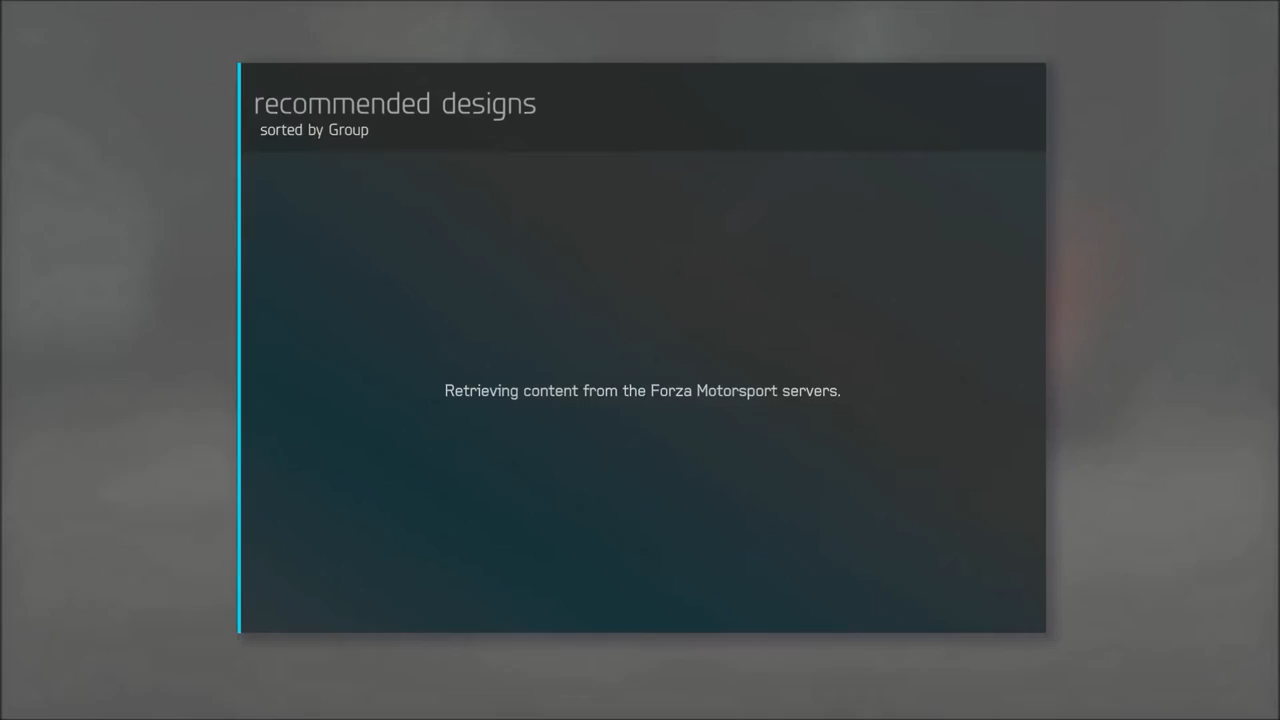 recommended designs
sorted by Group
Retrieving content from the Forza Motorsport servers.